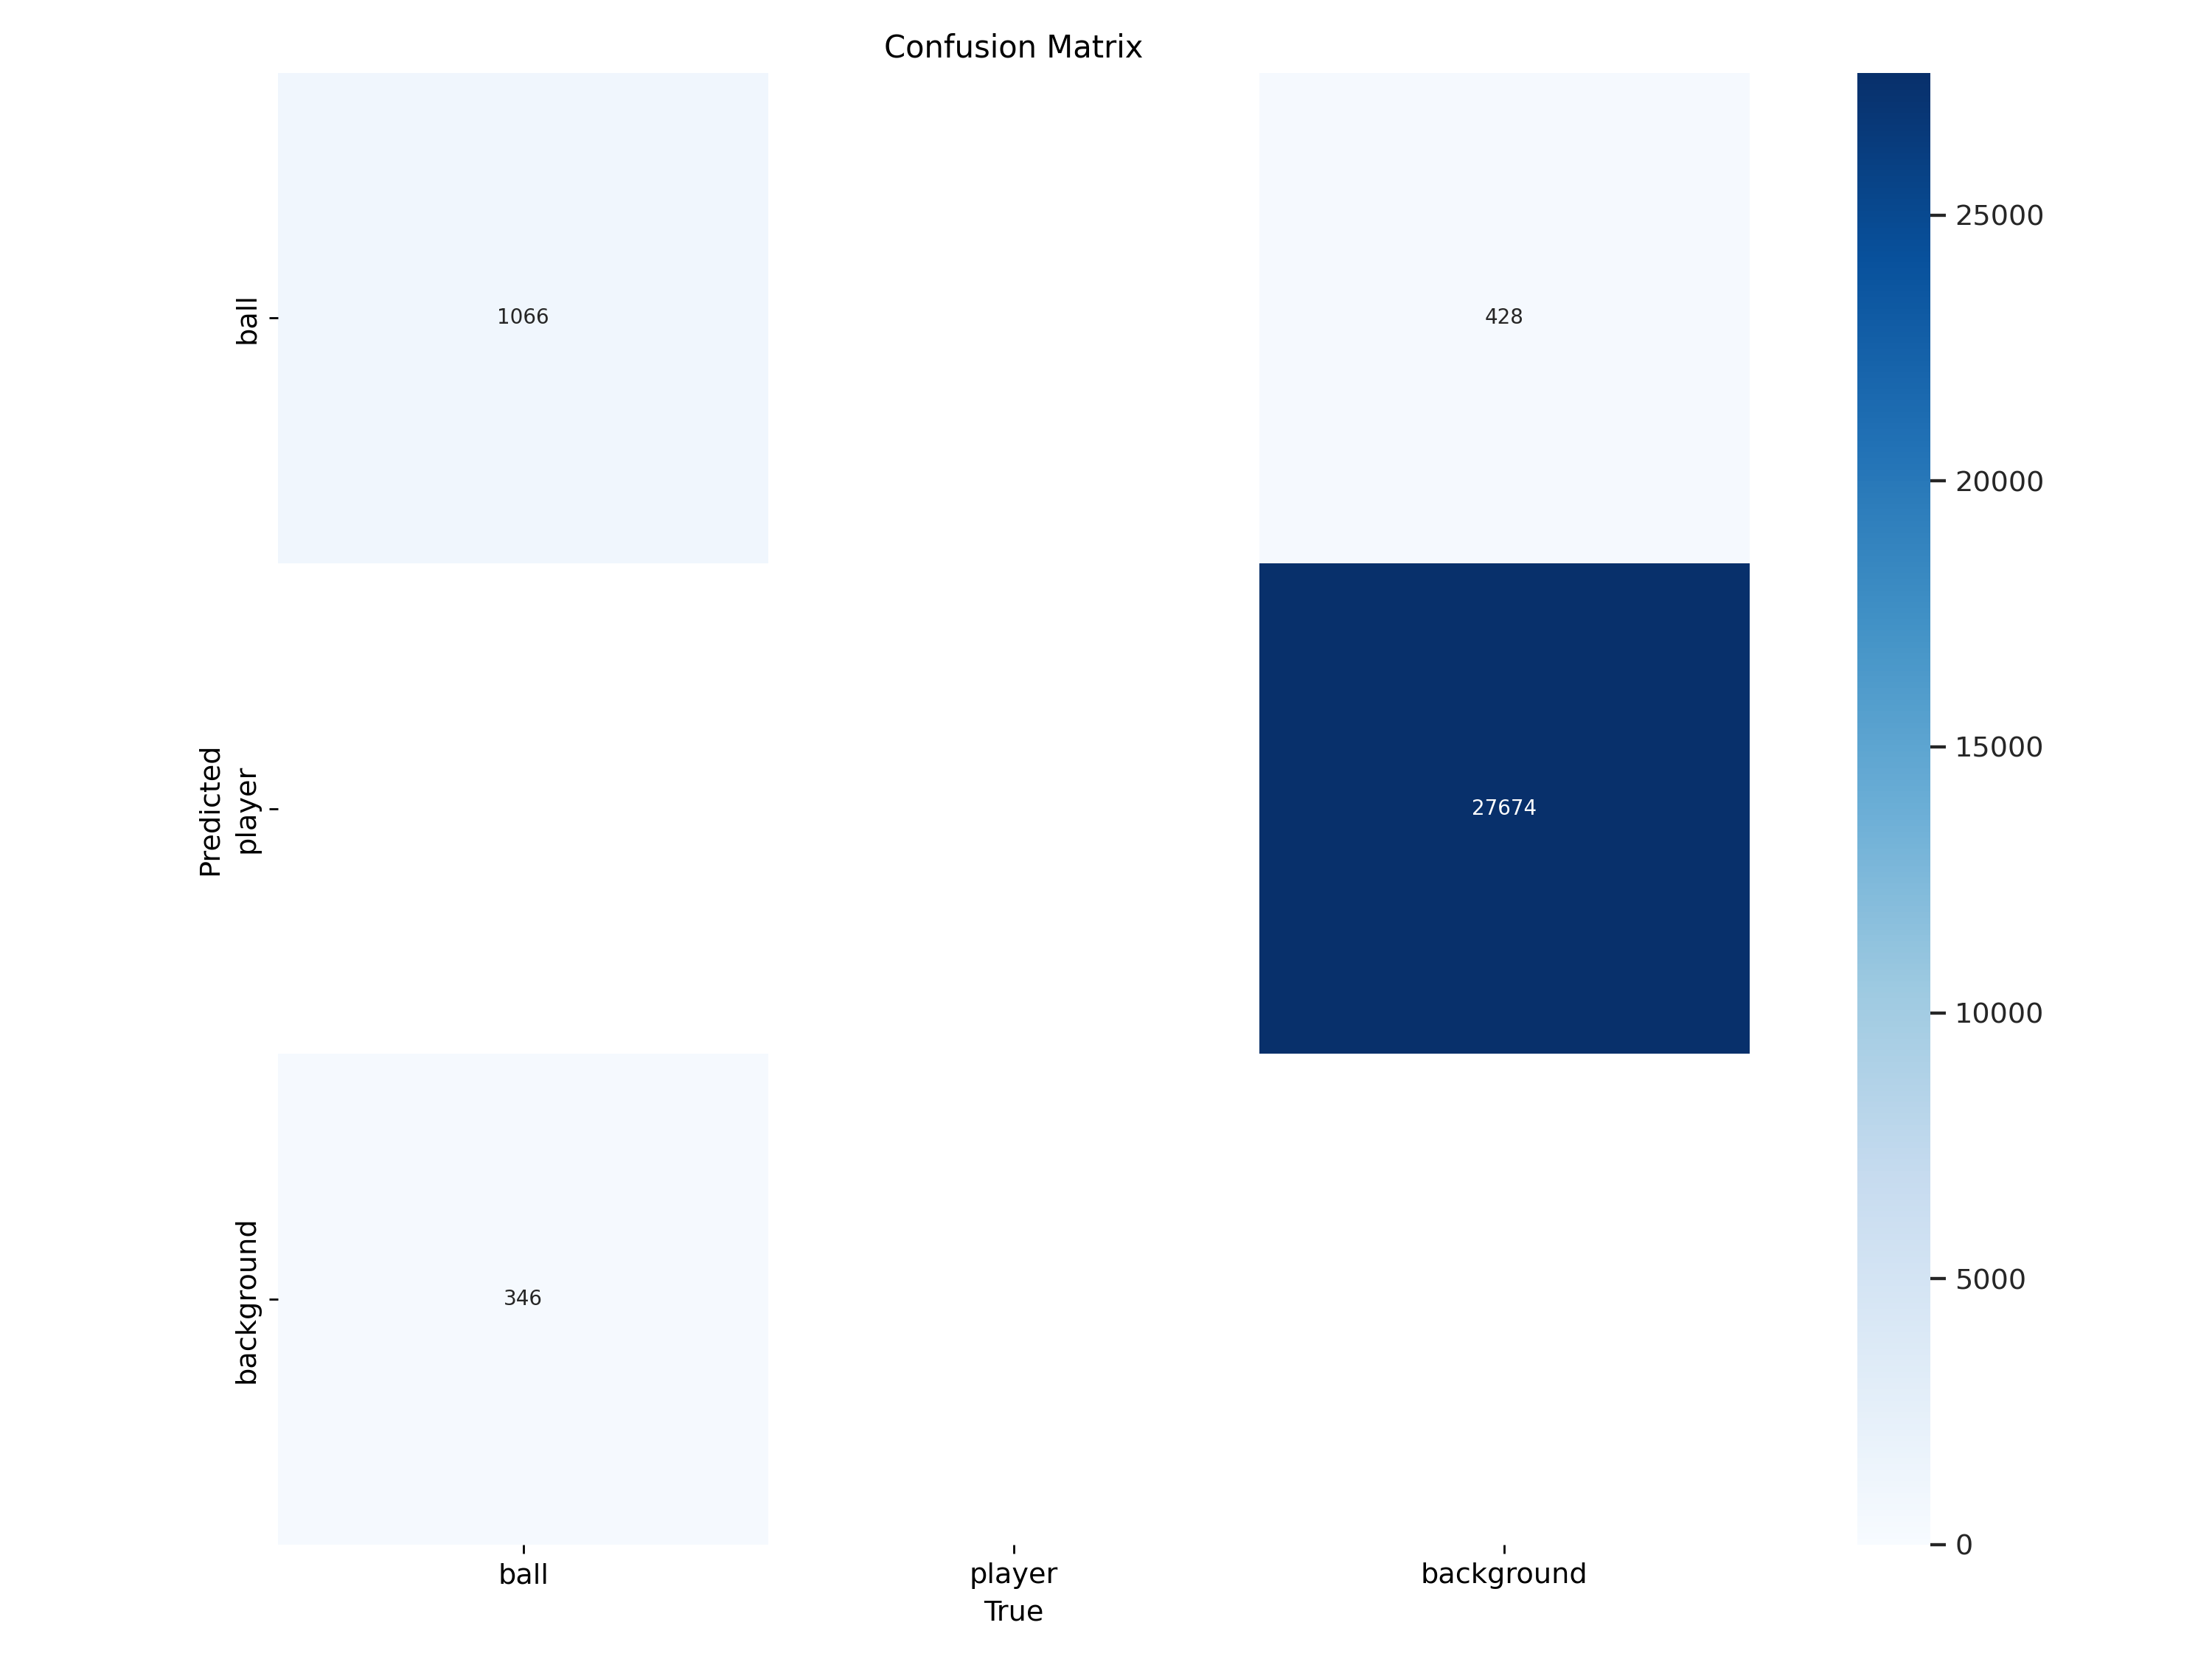 Confusion Matrix
ball
1066
428
25000
20000
15000
Predicted
player
27674
10000
background
346
5000
0
ball
player
background
True